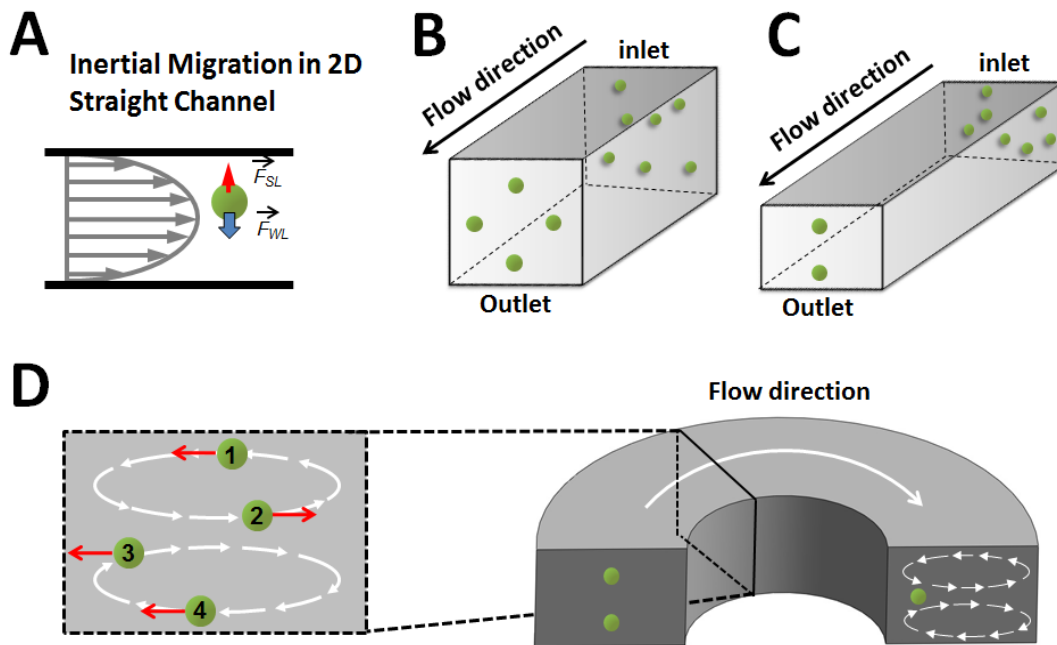 A
Inertial Migration in 2D
Straight Channel
F_SL
F_WL
B
Flow direction
inlet
Outlet
C
Flow direction
inlet
Outlet
D
Flow direction
1
2
3
4